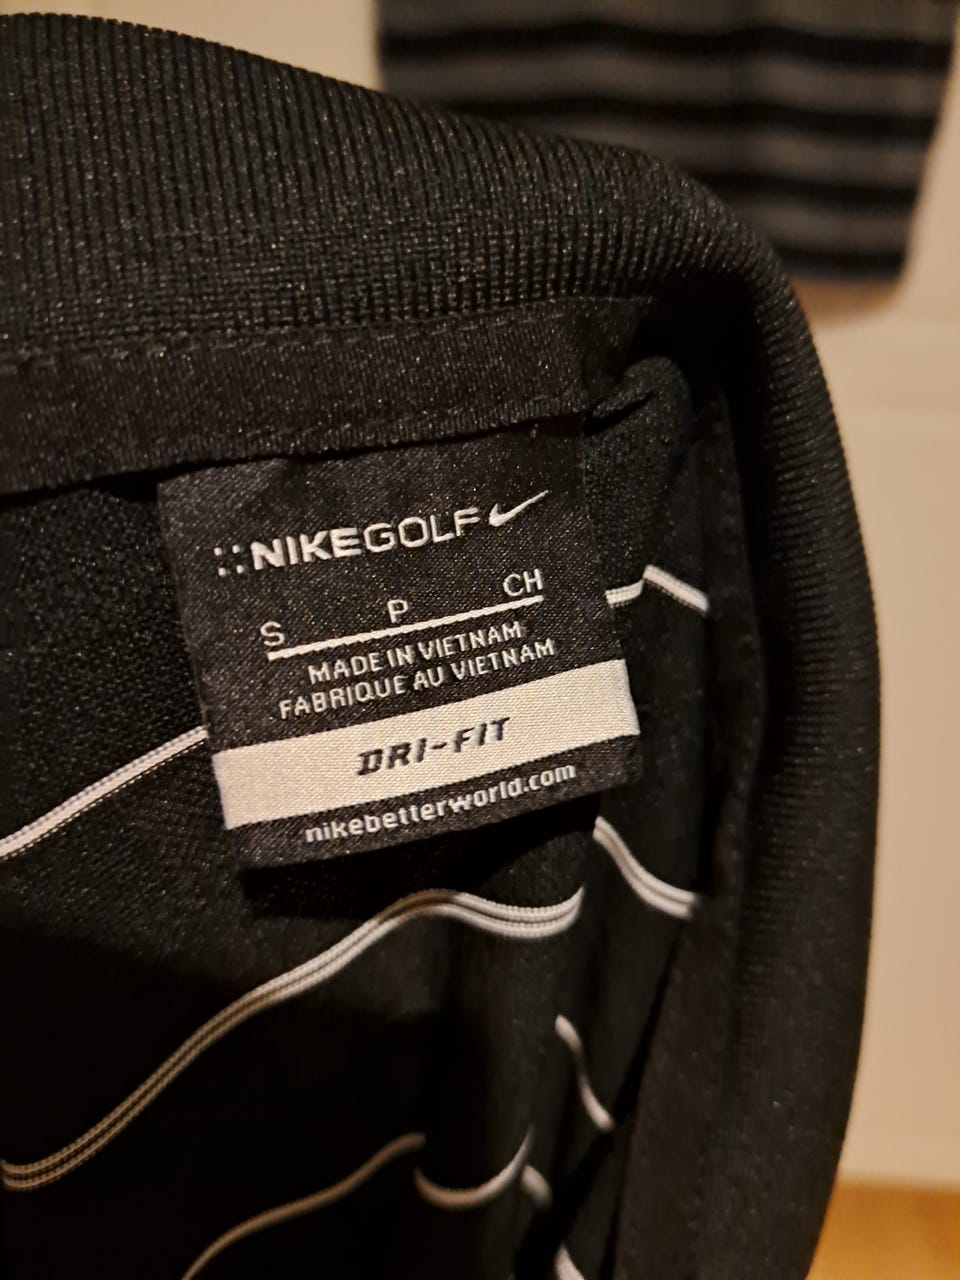 NIKEGOLF
S P CH
MADE IN VIETNAM
FABRIQUE AU VIETNAM
DRI-FIT
nikebetterworld.com